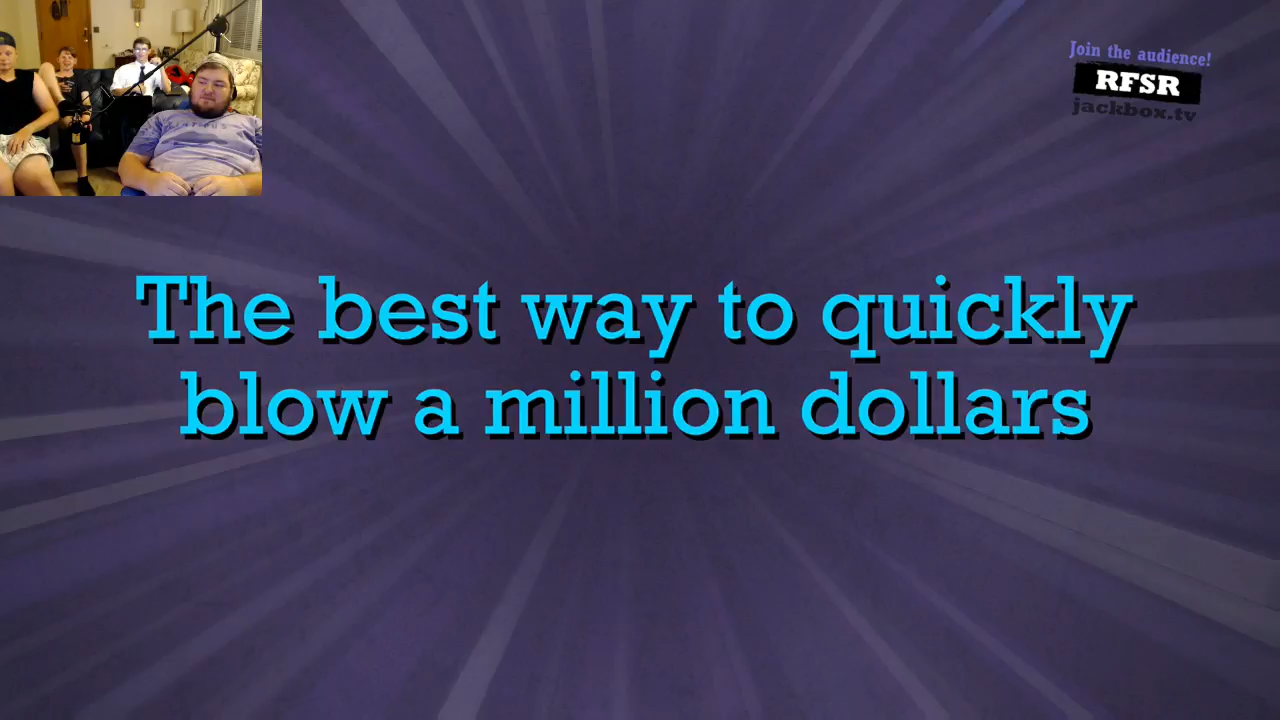 Join the audience!
RFSR
jackbox.tv
The best way to quickly
blow a million dollars